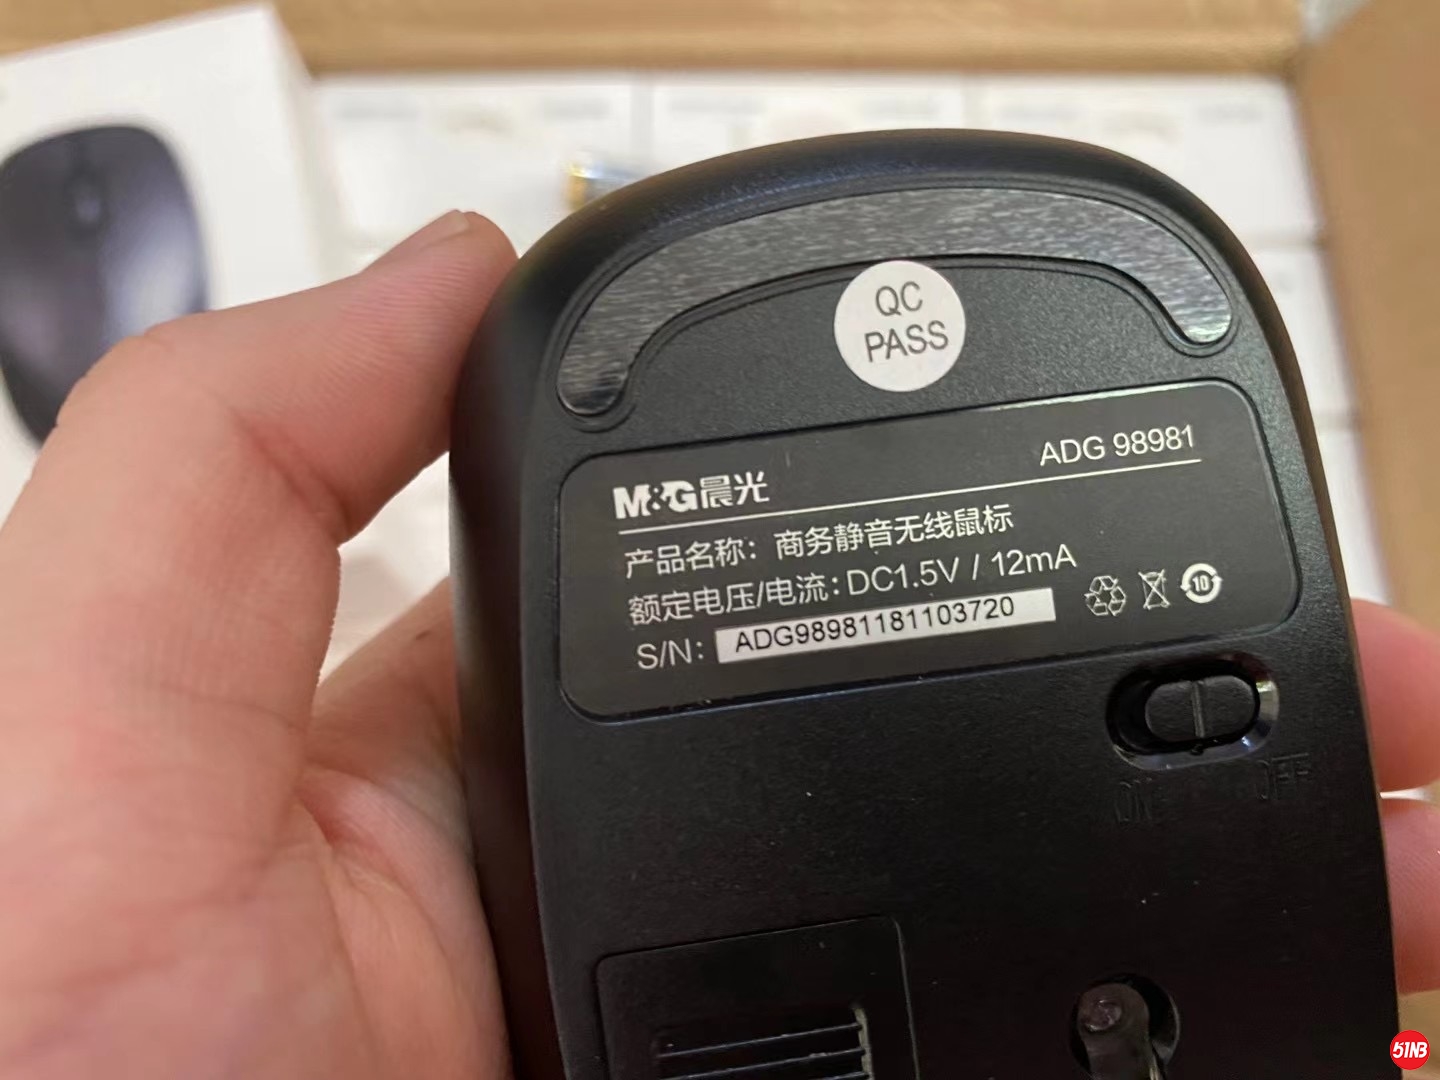 QC
PASS
M&G晨光
ADG 98981
产品名称：商务静音无线鼠标
额定电压/电流：DC1.5V / 12mA
S/N：ADG98981181103720
10
ON
OFF
51NB